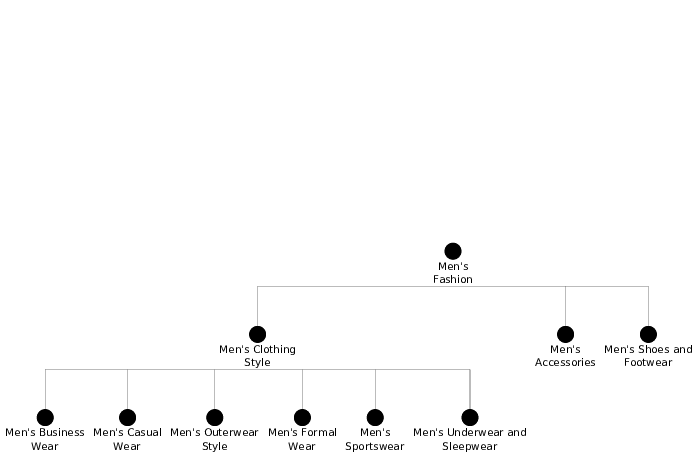 Men's
Fashion
Men's Clothing
Style
Men's
Accessories
Men's Shoes and
Footwear
Men's Business
Wear
Men's Casual
Wear
Men's Outerwear
Style
Men's Formal
Wear
Men's
Sportswear
Men's Underwear and
Sleepwear